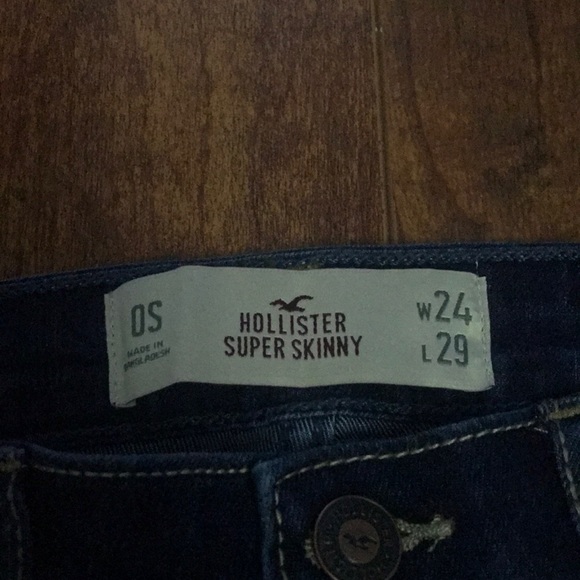 0S
MADE IN
BANGLADESH
HOLLISTER
SUPER SKINNY
W24
L29